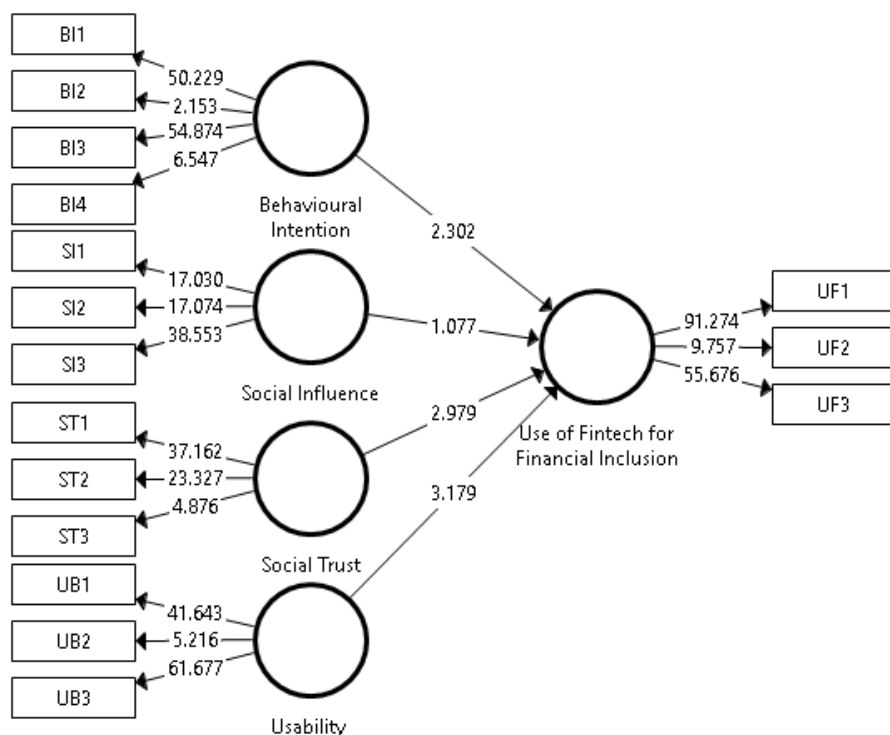 BI1
50.229
BI2
2.153
54.874
BI3
6.547
BI4
Behavioural
Intention
2.302
SI1
17.030
SI2
17.074
38.553
SI3
Social Influence
1.077
ST1
37.162
ST2
23.327
4.876
ST3
Social Trust
2.979
UB1
41.643
UB2
5.216
61.677
UB3
Usability
3.179
Use of Fintech for
Financial Inclusion
91.274
UF1
9.757
UF2
55.676
UF3